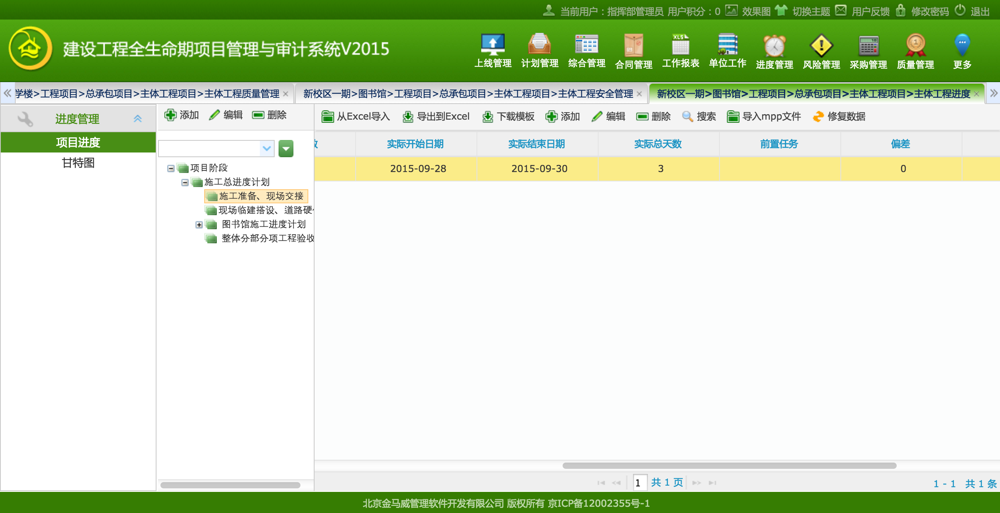 当前用户：指挥部管理员 用户积分：0 效果图 切换主题 用户反馈 修改密码 退出
建设工程全生命期项目管理与审计系统V2015
上线管理 计划管理 综合管理 合同管理 工作报表 单位工作 进度管理 风险管理 采购管理 质量管理 更多
学楼>工程项目>总承包项目>主体工程项目>主体工程质量管理 新校区一期>图书馆>工程项目>总承包项目>主体工程项目>主体工程安全管理 新校区一期>图书馆>工程项目>总承包项目>主体工程项目>主体工程进度
进度管理
项目进度
甘特图
添加 编辑 删除
项目阶段
施工总进度计划
施工准备、现场交接
现场临建搭设、道路硬
图书馆施工进度计划
整体分部分项工程验收
从Excel导入 导出到Excel 下载模板 添加 编辑 删除 搜索 导入mpp文件 修复数据
实际开始日期 实际结束日期 实际总天数 前置任务 偏差
2015-09-28 2015-09-30 3 0
1 共 1 页
1 - 1 共 1 条
北京金马威管理软件开发有限公司 版权所有 京ICP备12002355号-1